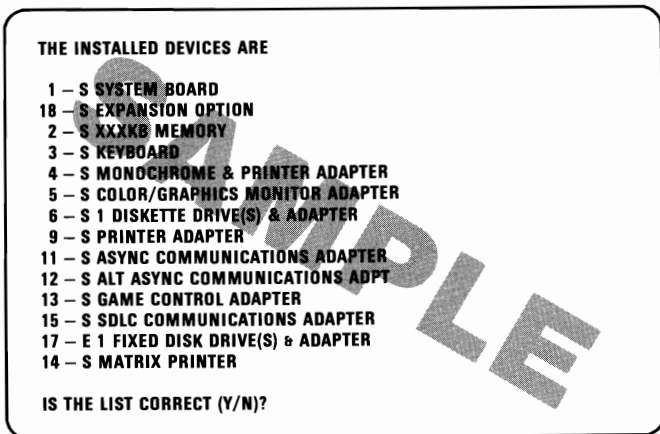 THE INSTALLED DEVICES ARE
1 – S SYSTEM BOARD
18 – S EXPANSION OPTION
2 – S XXXKB MEMORY
3 – S KEYBOARD
4 – S MONOCHROME & PRINTER ADAPTER
5 – S COLOR/GRAPHICS MONITOR ADAPTER
6 – S 1 DISKETTE DRIVE(S) & ADAPTER
9 – S PRINTER ADAPTER
11 – S ASYNC COMMUNICATIONS ADAPTER
12 – S ALT ASYNC COMMUNICATIONS ADPT
13 – S GAME CONTROL ADAPTER
15 – S SDLC COMMUNICATIONS ADAPTER
17 – E 1 FIXED DISK DRIVE(S) & ADAPTER
14 – S MATRIX PRINTER
IS THE LIST CORRECT (Y/N)?
SAMPLE